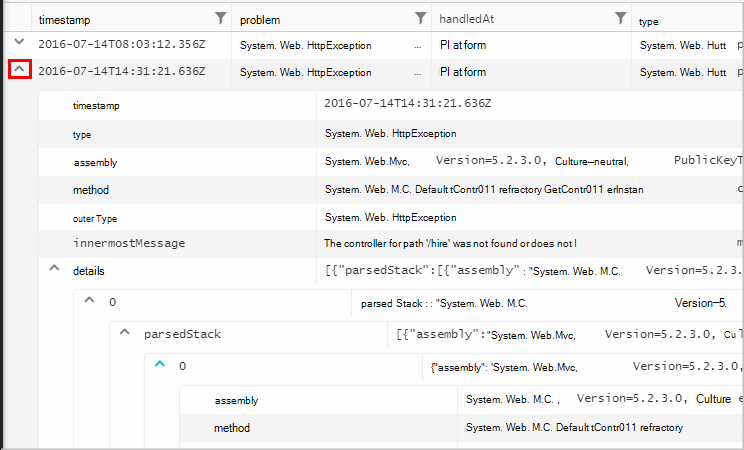 timestamp problem handledAt type
2016-07-14T08:03:12.356Z System. Web. HttpException ... Pl at form System. Web. Hutt p
2016-07-14T14:31:21.636Z System. Web. HttpException ... Pl at form System. Web. Hutt p
timestamp 2016-07-14T14:31:21.636Z
type System. Web. HttpException
assembly System. Web.Mvc, Version=5.2.3.0, Culture—neutral, PublicKeyT
method System. Web. M.C. Default tContr011 refractory GetContr011 erInstan c
outer Type System. Web. HttpException
innermostMessage The controller for path '/hire' was not found or does not l m
details [{"parsedStack":[{"assembly" : "System. Web. M.C. Version=5.2.3.
0 parsed Stack : : "System. Web. M.C. Version—5.
parsedStack [{"assembly":"System. Web.Mvc, Version=5.2.3.0, Cul
0 {"assembly": 'System. Web.Mvc, Version=5.2.3.0,
assembly System. Web. M.C. , Version=5.2.3.0, Culture e
method System. Web. M.C. Default tContr011 refractory